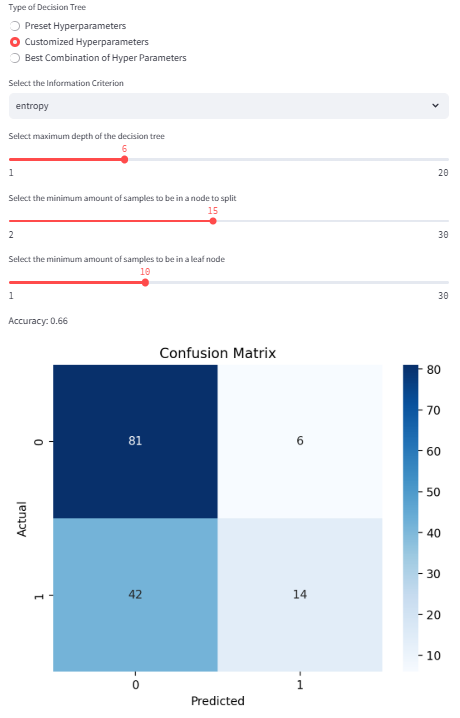 Type of Decision Tree
Preset Hyperparameters
Customized Hyperparameters
Best Combination of Hyper Parameters
Select the Information Criterion
entropy
Select maximum depth of the decision tree
6
1 20
Select the minimum amount of samples to be in a node to split
15
2 30
Select the minimum amount of samples to be in a leaf node
10
1 30
Accuracy: 0.66
Confusion Matrix
80
0 81 6
70
60
50
Actual
40
1 42 14
30
20
10
0 1
Predicted